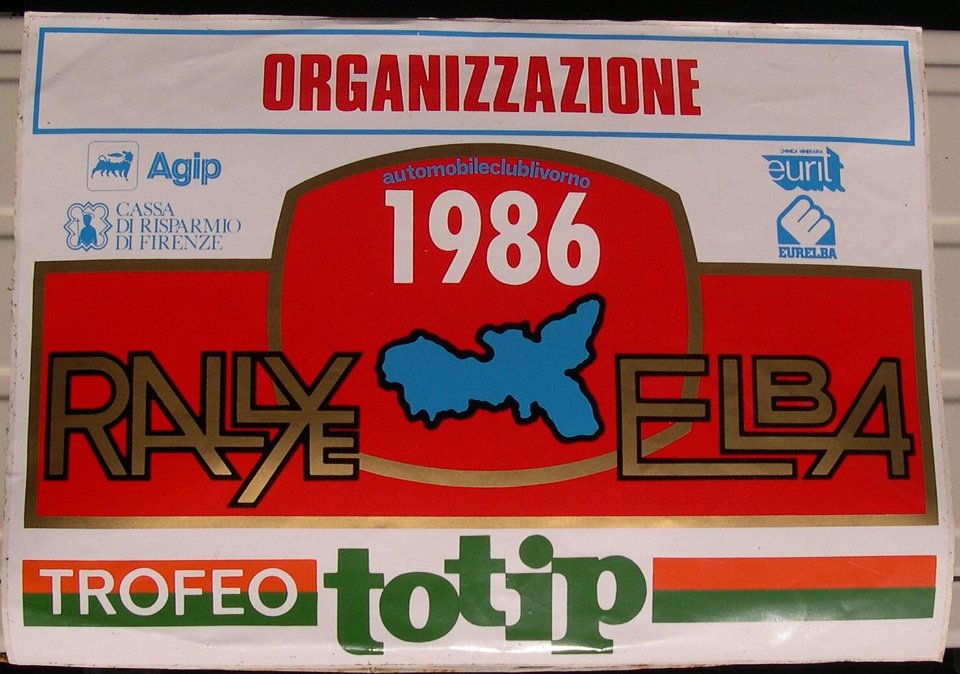 ORGANIZZAZIONE
Agip
CASSA
DI RISPARMIO
DI FIRENZE
automobileclublivorno
1986
CHIMICA MINERARIA
eurit
EURELBA
RALLYE
ELBA
TROFEO totip